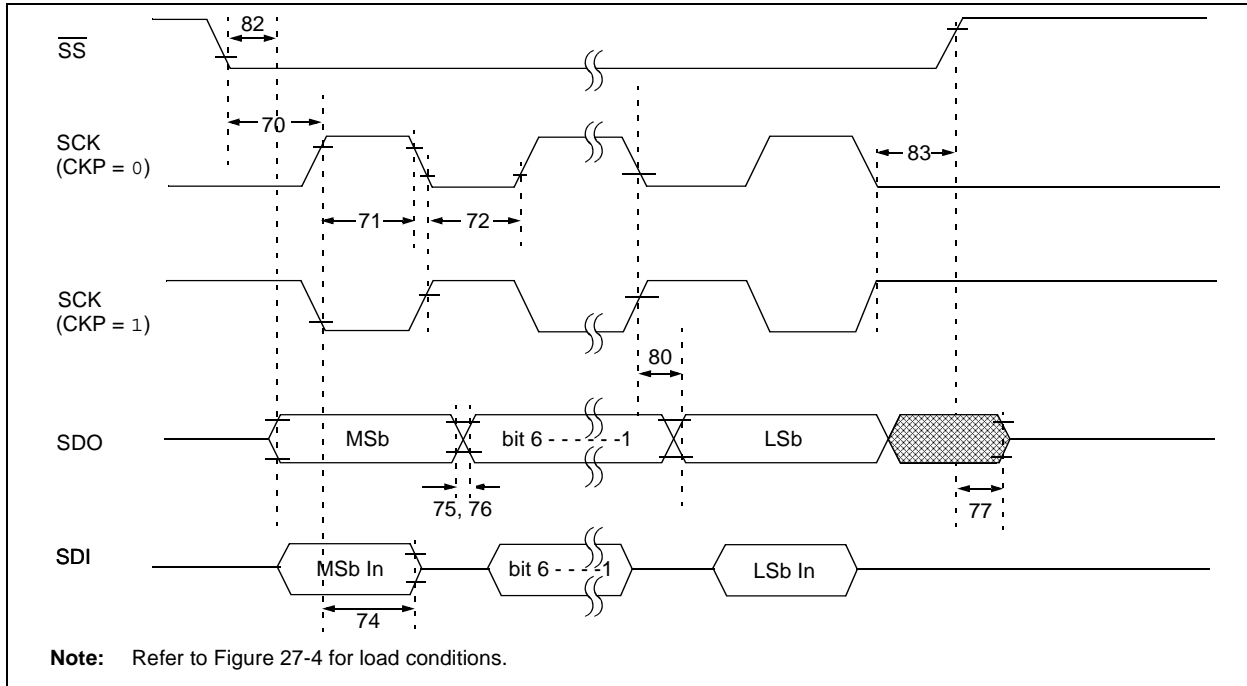 82
SS
70
SCK
(CKP = 0)
83
71
72
SCK
(CKP = 1)
80
SDO
MSb
bit 6 - - - - - -1
LSb
75, 76
77
SDI
MSb In
bit 6 - - - -1
LSb In
74
Note: Refer to Figure 27-4 for load conditions.